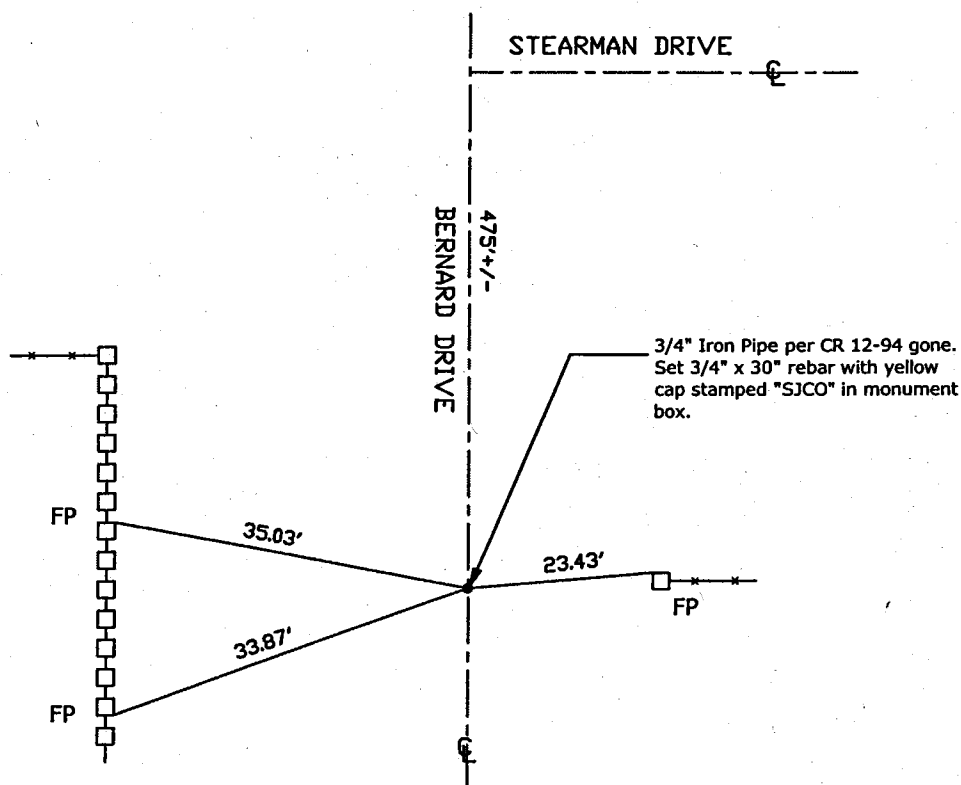 STEARMAN DRIVE
℄
475'+/-
BERNARD DRIVE
3/4" Iron Pipe per CR 12-94 gone.
Set 3/4" x 30" rebar with yellow
cap stamped "SJCO" in monument
box.
FP
35.03'
23.43'
FP
33.87'
FP
℄